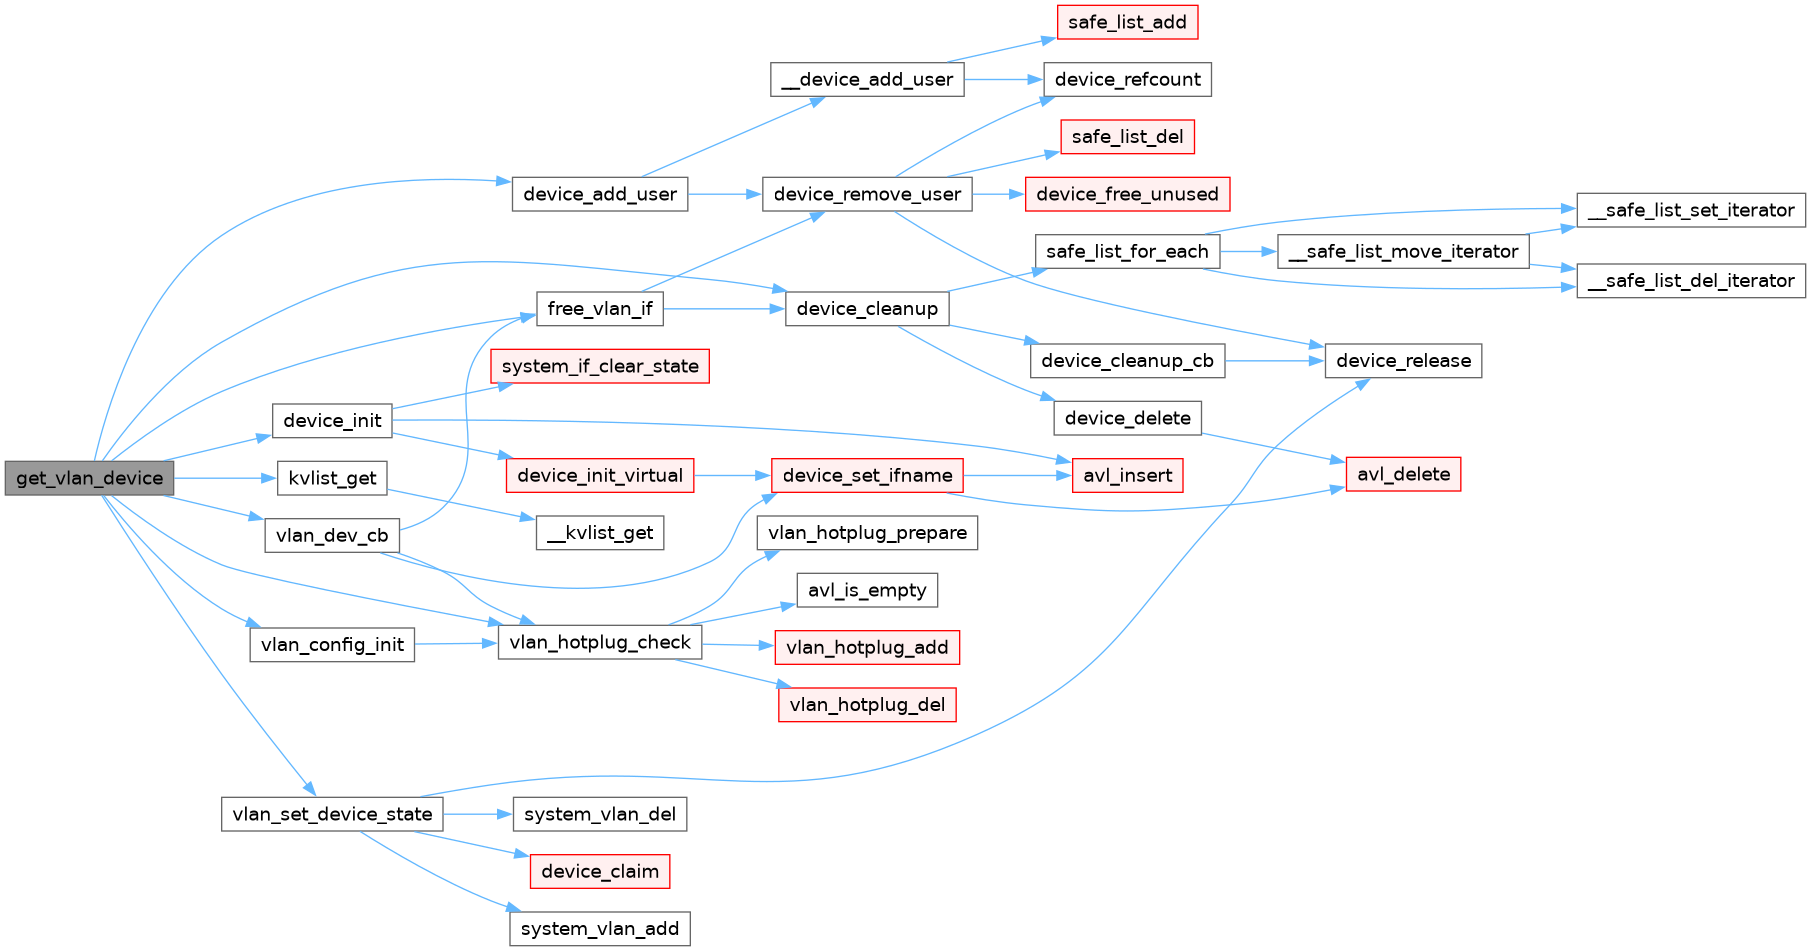 safe_list_add
__device_add_user
device_refcount
safe_list_del
device_add_user
device_remove_user
device_free_unused
__safe_list_set_iterator
safe_list_for_each
__safe_list_move_iterator
__safe_list_del_iterator
free_vlan_if
device_cleanup
system_if_clear_state
device_cleanup_cb
device_release
device_init
device_delete
get_vlan_device
kvlist_get
device_init_virtual
device_set_ifname
avl_insert
avl_delete
vlan_dev_cb
__kvlist_get
vlan_hotplug_prepare
avl_is_empty
vlan_config_init
vlan_hotplug_check
vlan_hotplug_add
vlan_hotplug_del
vlan_set_device_state
system_vlan_del
device_claim
system_vlan_add